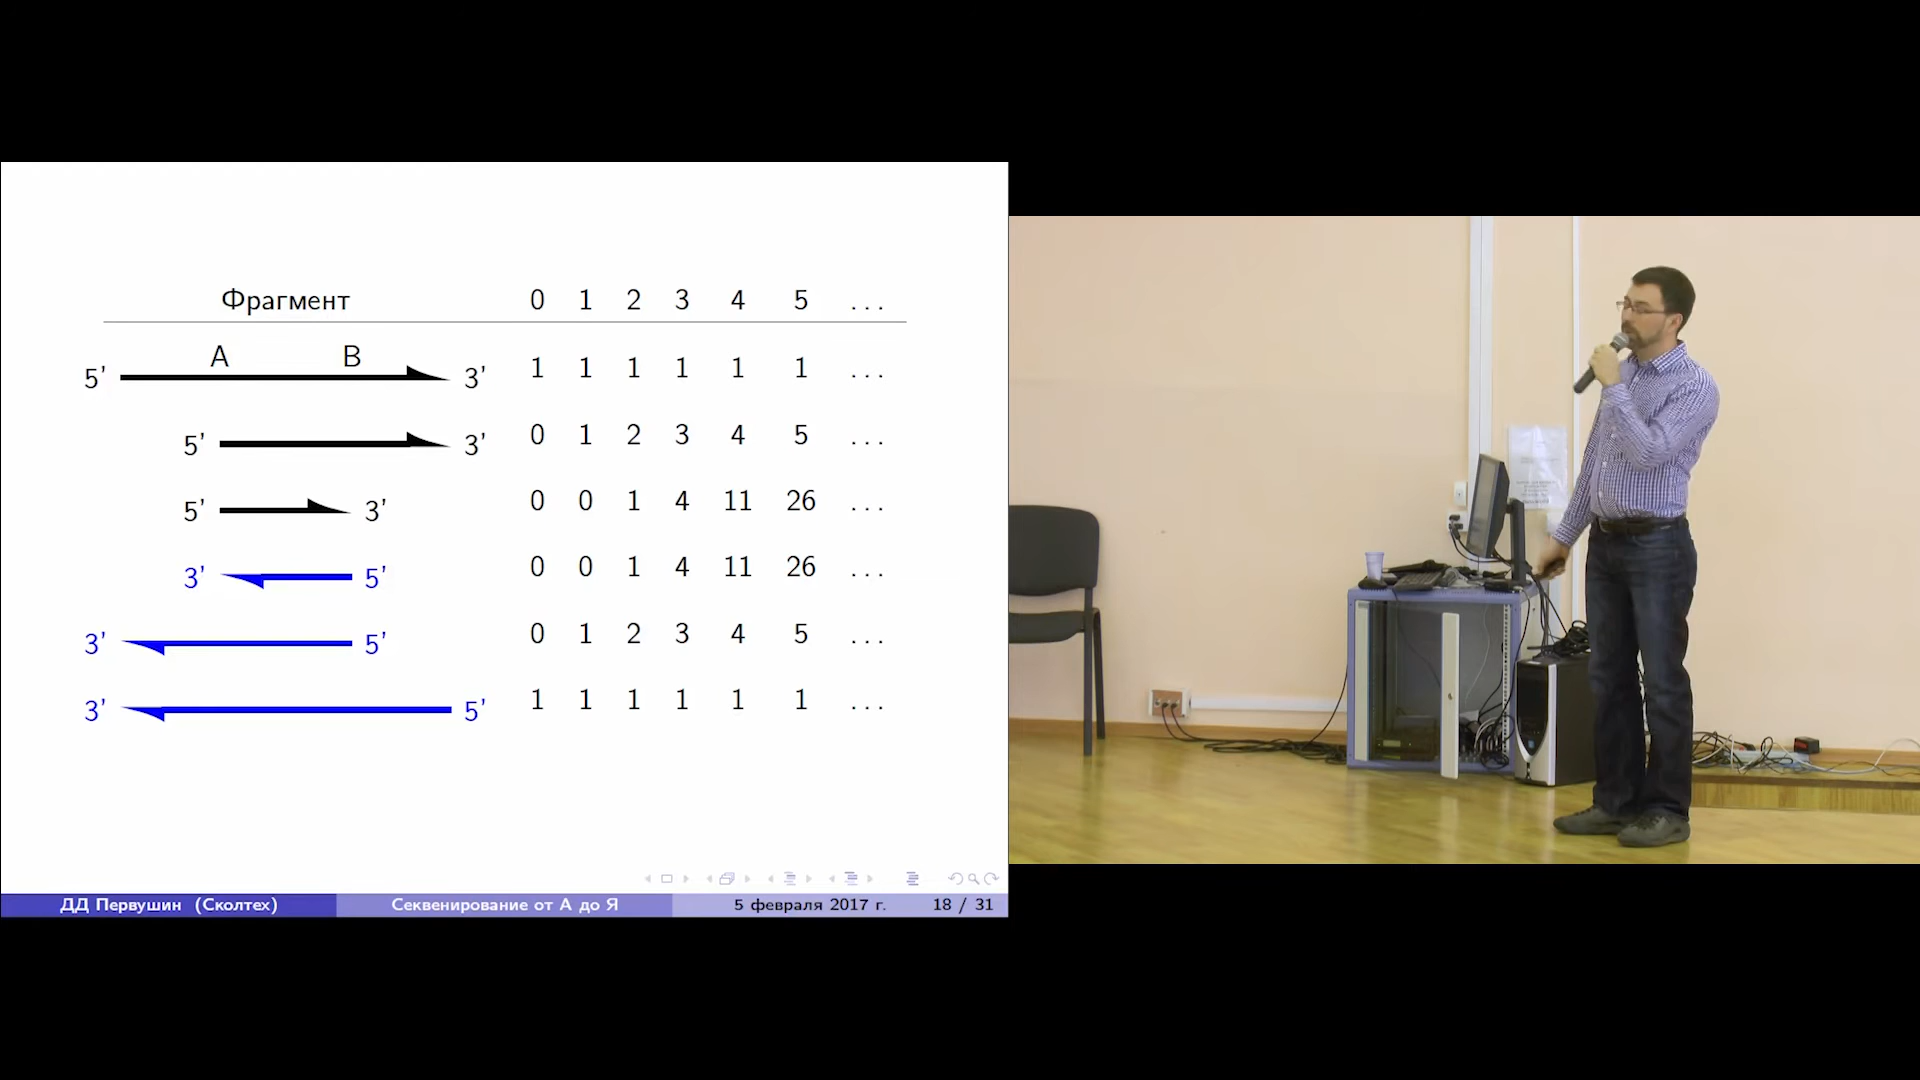 Фрагмент 0 1 2 3 4 5 ...
A B
5' 3' 1 1 1 1 1 1 ...
5' 3' 0 1 2 3 4 5 ...
5' 3' 0 0 1 4 11 26 ...
3' 5' 0 0 1 4 11 26 ...
3' 5' 0 1 2 3 4 5 ...
3' 5' 1 1 1 1 1 1 ...
ДД Первушин (Сколтех) Секвенирование от А до Я 5 февраля 2017 г. 18 / 31